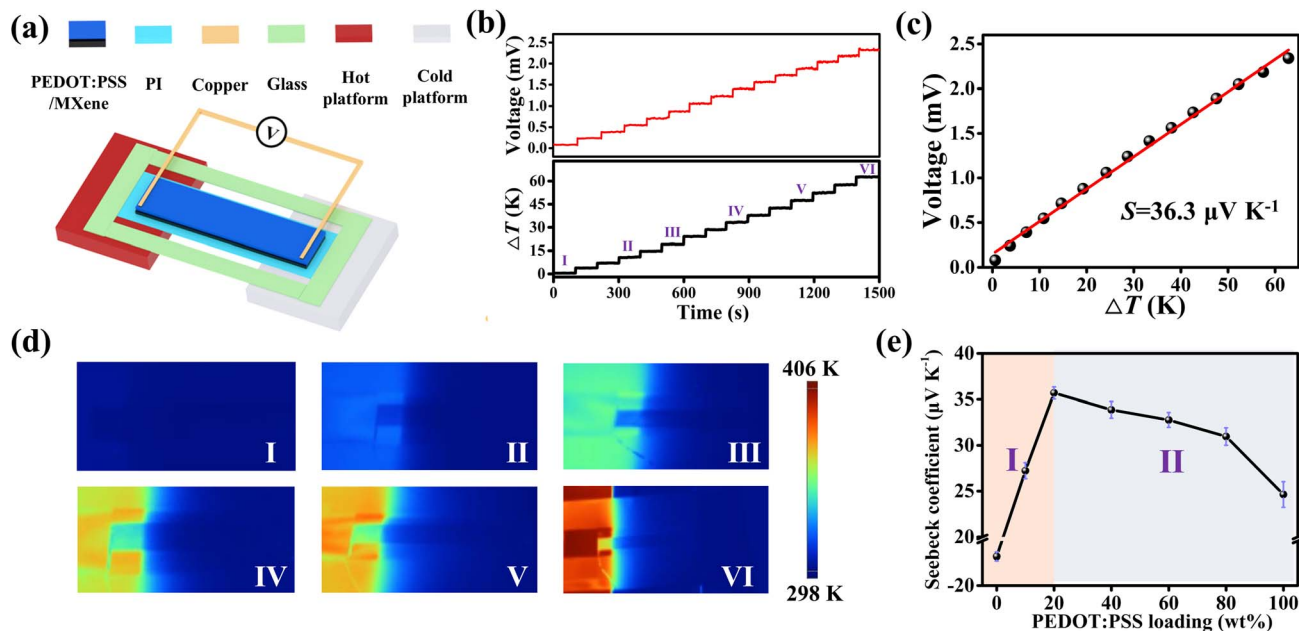 (a)
PEDOT:PSS
/MXene
PI
Copper
Glass
Hot
platform
Cold
platform
V
(b)
Voltage (mV)
2.5
2.0
1.5
1.0
0.5
0.0
△T (K)
60
45
30
15
0
I
II
III
IV
V
VI
0 300 600 900 1200 1500
Time (s)
(c)
Voltage (mV)
2.5
2.0
1.5
1.0
0.5
0.0
S=36.3 μV K-1
0 10 20 30 40 50 60
△T (K)
(d)
I
II
III
IV
V
VI
406 K
298 K
(e)
Seebeck coefficient (μV K-1)
40
35
30
25
20
-20
I
II
0 20 40 60 80 100
PEDOT:PSS loading (wt%)